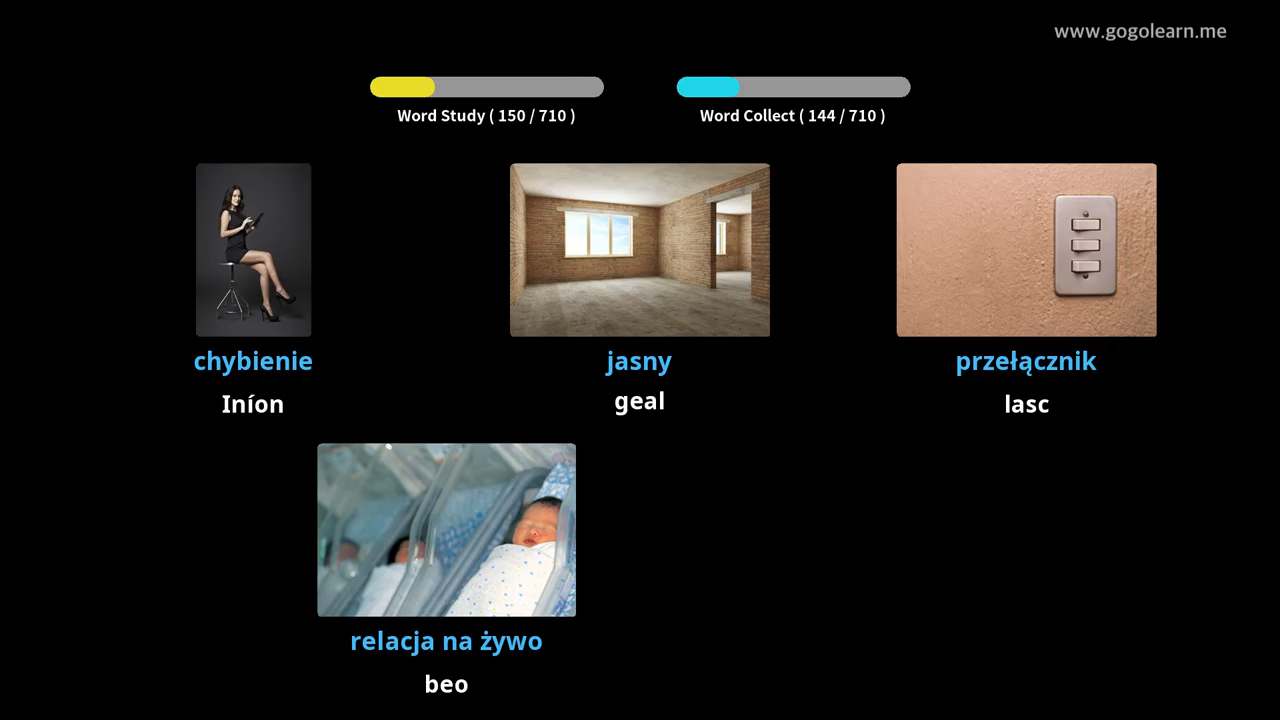 www.gogolearn.me
Word Study ( 150 / 710 )
Word Collect ( 144 / 710 )
chybienie
Iníon
jasny
geal
przełącznik
lasc
relacja na żywo
beo